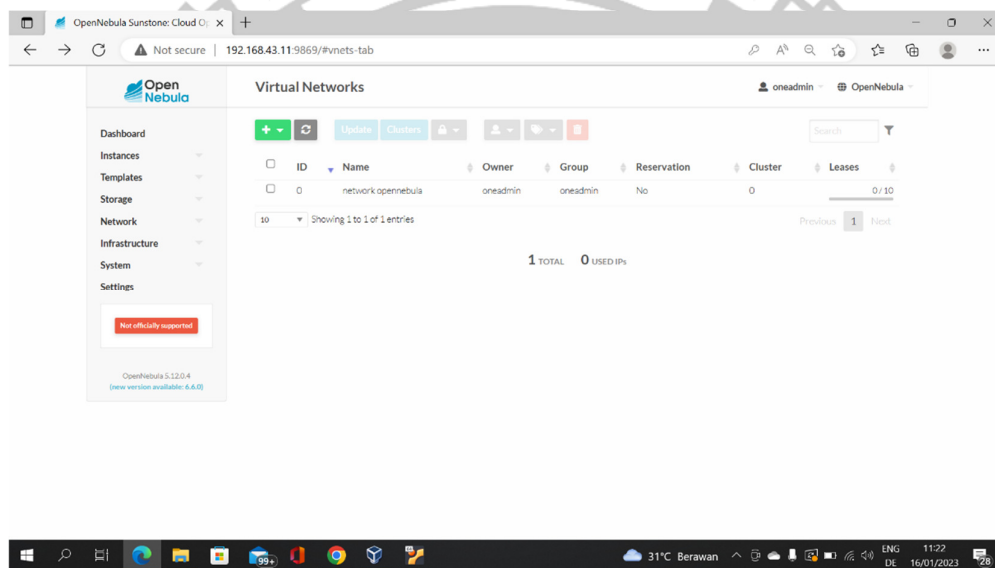 OpenNebula Sunstone: Cloud Op
Not secure | 192.168.43.11:9869/#vnets-tab
Open Nebula
Virtual Networks
oneadmin
OpenNebula
Dashboard
Instances
Templates
Storage
Network
Infrastructure
System
Settings
Not officially supported
OpenNebula 5.12.0.4
(new version available: 6.6.0)
Update Clusters
Search
ID Name Owner Group Reservation Cluster Leases
0 network opennebula oneadmin oneadmin No 0 0 / 10
10 Showing 1 to 1 of 1 entries
Previous 1 Next
1 TOTAL 0 USED IPs
99+
31°C Berawan
ENG 11:22
DE 16/01/2023
28